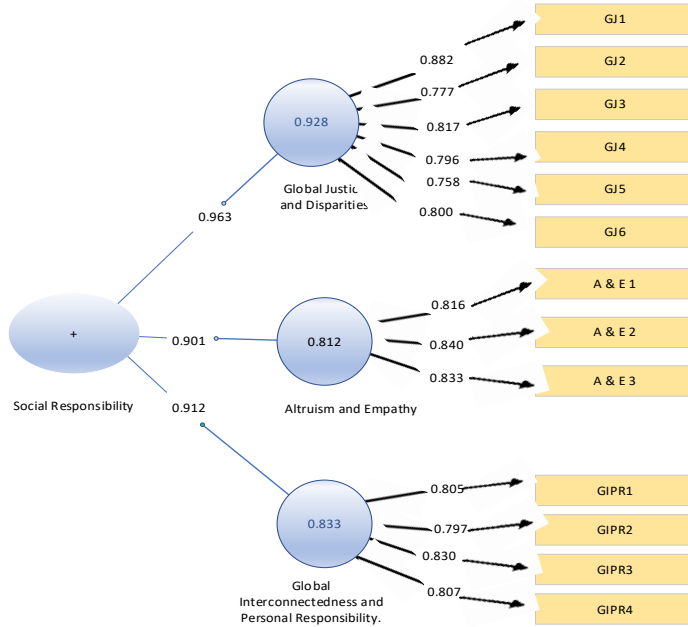 GJ1
0.882
GJ2
0.777
0.928
GJ3
0.817
GJ4
0.796
0.758
Global Justic
and Disparities
GJ5
0.800
0.963
GJ6
A & E 1
0.816
+
0.901
0.812
0.840
A & E 2
0.833
A & E 3
Social Responsibility
0.912
Altruism and Empathy
0.805
GIPR1
0.833
0.797
GIPR2
0.830
GIPR3
0.807
GIPR4
Global
Interconnectedness and
Personal Responsibility.